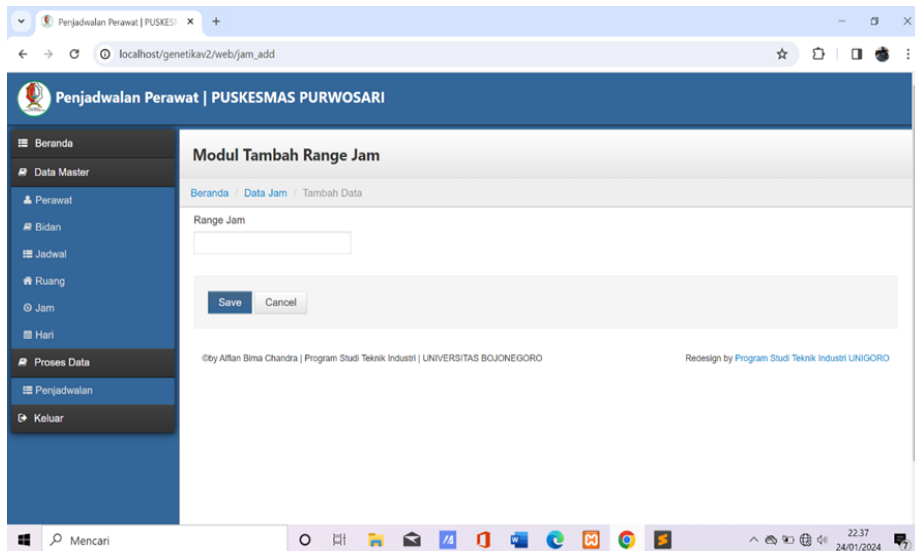 Penjadwalan Perawat | PUSKES
localhost/genetikav2/web/jam_add
Penjadwalan Perawat | PUSKESMAS PURWOSARI
Beranda
Data Master
Perawat
Bidan
Jadwal
Ruang
Jam
Hari
Proses Data
Penjadwalan
Keluar
Modul Tambah Range Jam
Beranda / Data Jam / Tambah Data
Range Jam
Save Cancel
©by Alfian Bima Chandra | Program Studi Teknik Industri | UNIVERSITAS BOJONEGORO
Redesign by Program Studi Teknik Industri UNIGORO
Mencari
22.37
24/01/2024